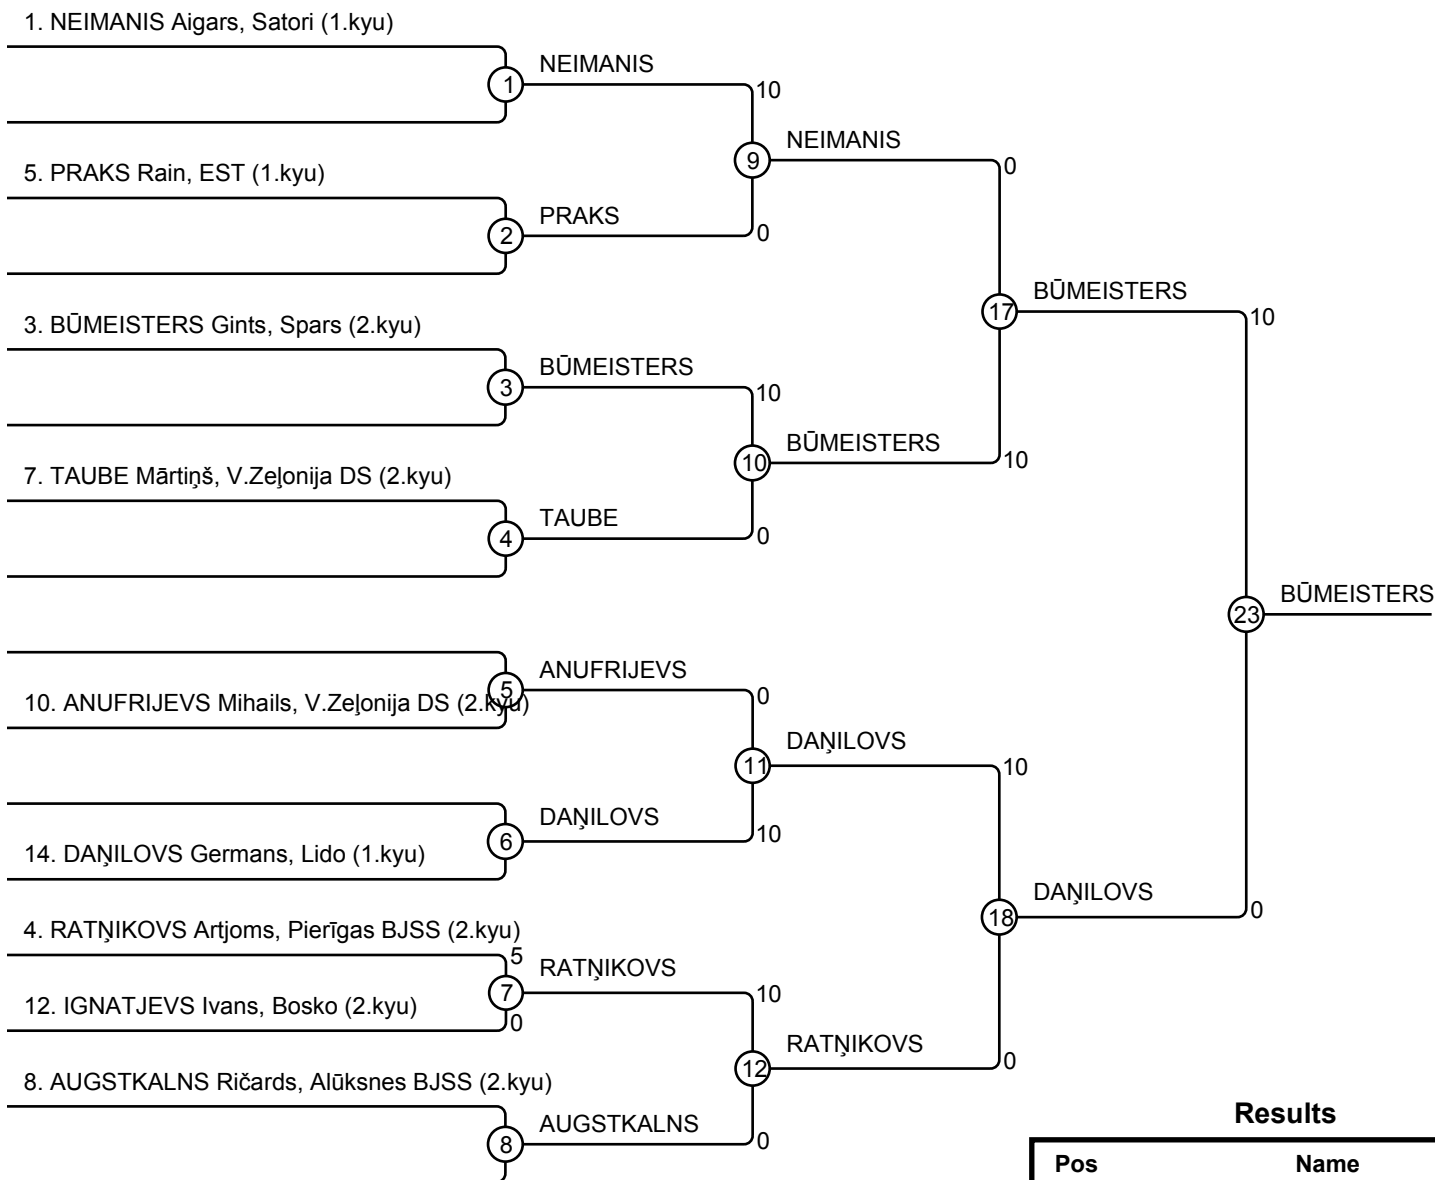 1. NEIMANIS Aigars, Satori (1.kyu)
1
NEIMANIS
10
9
NEIMANIS
0
5. PRAKS Rain, EST (1.kyu)
2
PRAKS
0
17
BŪMEISTERS
10
3. BŪMEISTERS Gints, Spars (2.kyu)
3
BŪMEISTERS
10
10
BŪMEISTERS
10
7. TAUBE Mārtiņš, V.Zeļonija DS (2.kyu)
4
TAUBE
0
23
BŪMEISTERS
5
ANUFRIJEVS
0
10. ANUFRIJEVS Mihails, V.Zeļonija DS (2.kyu)
11
DAŅILOVS
10
6
DAŅILOVS
10
14. DAŅILOVS Germans, Lido (1.kyu)
18
DAŅILOVS
0
4. RATŅIKOVS Artjoms, Pierīgas BJSS (2.kyu)
5
7
RATŅIKOVS
10
12. IGNATJEVS Ivans, Bosko (2.kyu)
0
12
RATŅIKOVS
0
8. AUGSTKALNS Ričards, Alūksnes BJSS (2.kyu)
8
AUGSTKALNS
0
Results
Pos Name